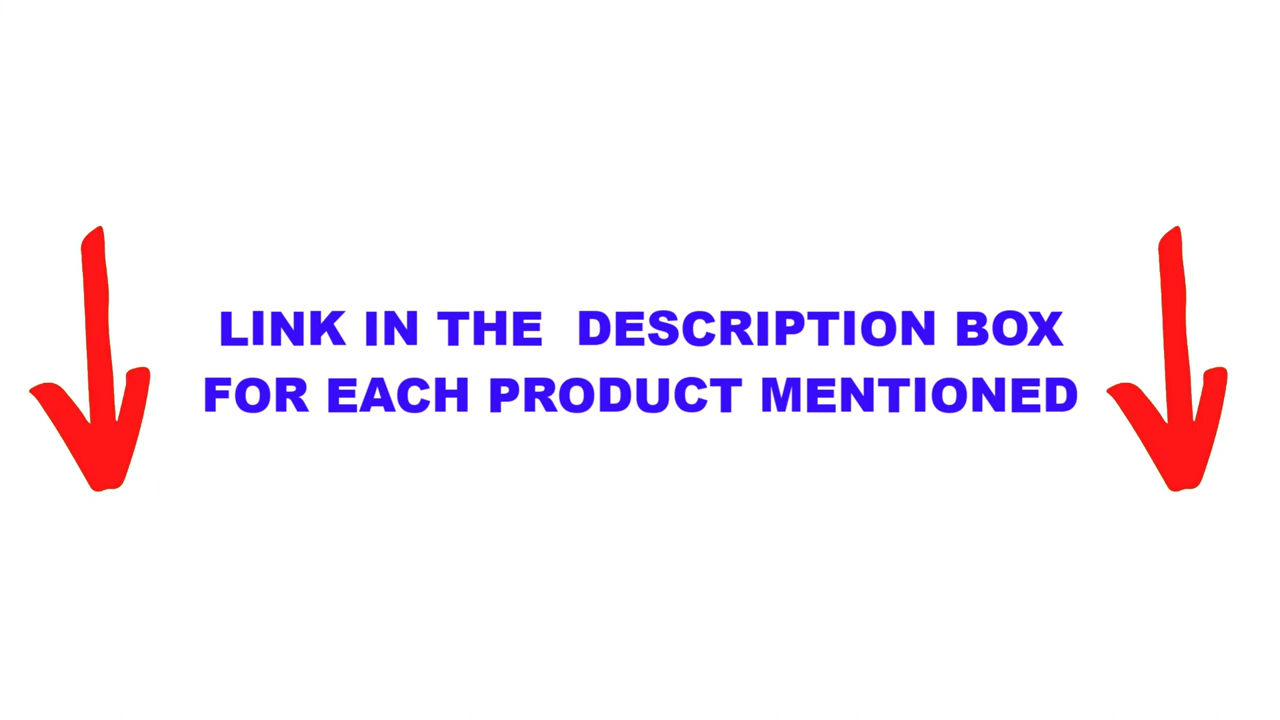 LINK IN THE  DESCRIPTION BOX
FOR EACH PRODUCT MENTIONED